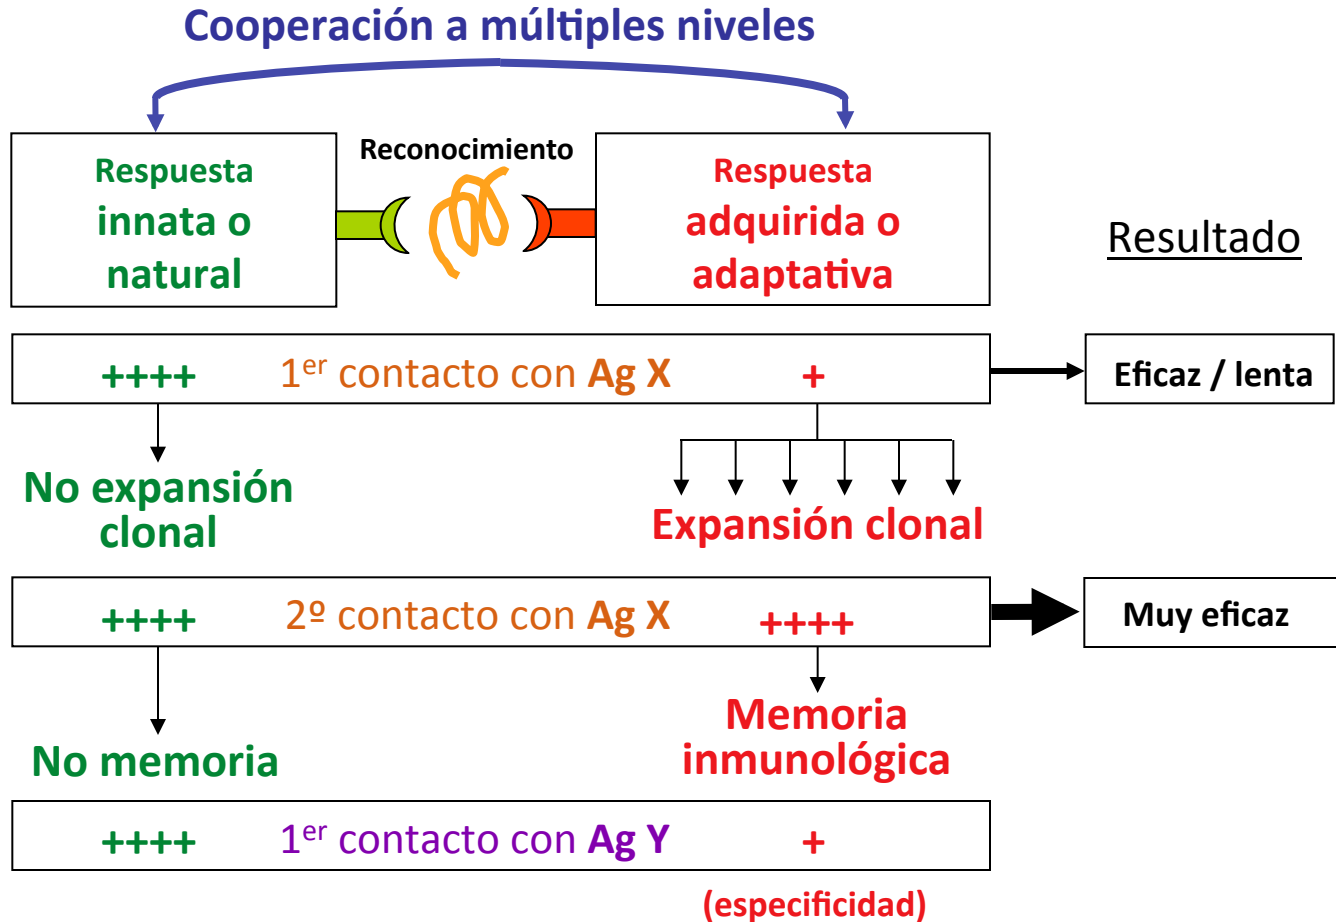 Cooperación a múltiples niveles
Reconocimiento
Respuesta
innata o
natural
Respuesta
adquirida o
adaptativa
Resultado
++++ 1er contacto con Ag X +
Eficaz / lenta
No expansión
clonal
Expansión clonal
++++ 2º contacto con Ag X ++++
Muy eficaz
No memoria
Memoria
inmunológica
++++ 1er contacto con Ag Y +
(especificidad)